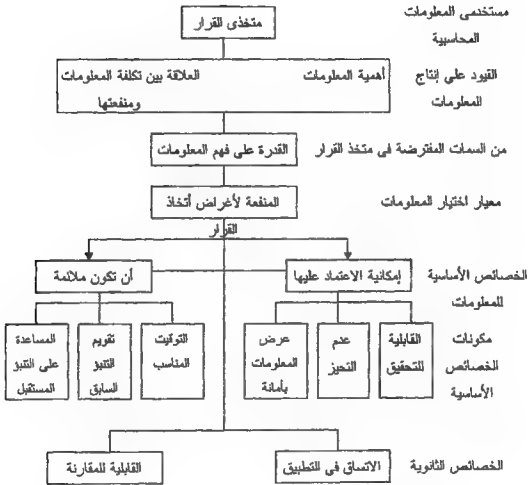 مستخدمى المعلومات
المحاسبية
متخذى القرار
القيود على إنتاج
المعلومات
أهمية المعلومات
العلاقة بين تكلفة المعلومات
ومنفعتها
من السمات المفترضة فى متخذ القرار
القدرة على فهم المعلومات
معيار اختيار المعلومات
المنفعة لأغراض أتخاذ
القرار
الخصائص الأساسية
للمعلومات
إمكانية الاعتماد عليها
أن تكون ملائمة
مكونات
الخصائص
الأساسية
القابلية
للتحقيق
عدم
التحيز
عرض
المعلومات
بأمانة
التوقيت
المناسب
تقويم
التنبؤ
السابق
المساعدة
على التنبؤ
المستقبل
الخصائص الثانوية
الاتساق فى التطبيق
القابلية للمقارنة